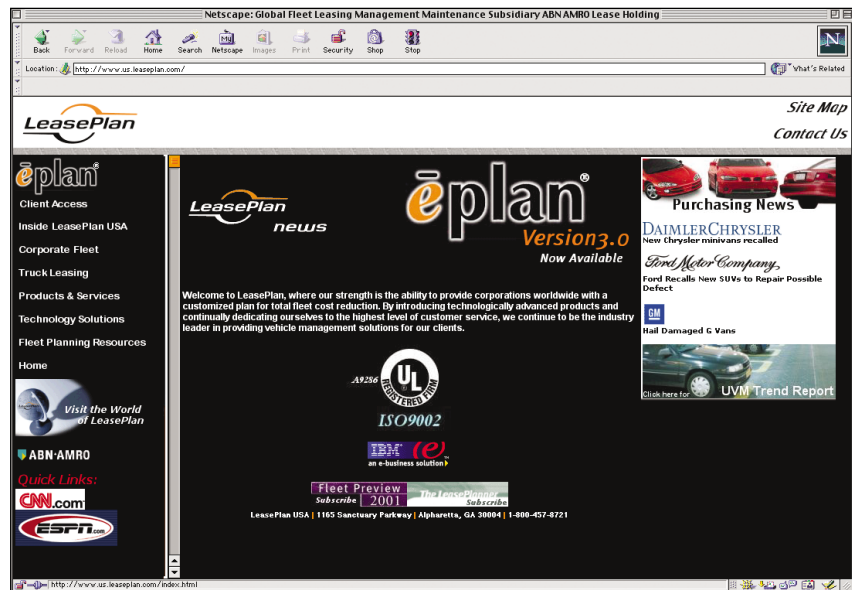 Netscape: Global Fleet Leasing Management Maintenance Subsidiary ABN AMRO Lease Holding
Back Forward Reload Home Search Netscape Images Print Security Shop Stop
My
N
Location: http://www.us.leaseplan.com/
What's Related
LeasePlan
Site Map
Contact Us
ēplan®
Client Access
Inside LeasePlan USA
Corporate Fleet
Truck Leasing
Products & Services
Technology Solutions
Fleet Planning Resources
Home
Visit the World
of LeasePlan
ABN·AMRO
Quick Links:
CNN.com
ESPN.com
LeasePlan
news
ēplan®
Version3.0
Now Available
Welcome to LeasePlan, where our strength is the ability to provide corporations worldwide with a
customized plan for total fleet cost reduction. By introducing technologically advanced products and
continually dedicating ourselves to the highest level of customer service, we continue to be the industry
leader in providing vehicle management solutions for our clients.
A9286
UL
REGISTERED FIRM
ISO9002
IBM e
an e-business solution
Fleet Preview
Subscribe 2001
The LeasePlanner
Subscribe
LeasePlan USA | 1165 Sanctuary Parkway | Alpharetta, GA 30004 | 1-800-457-8721
Purchasing News
DAIMLERCHRYSLER
New Chrysler minivans recalled
Ford Motor Company,
Ford Recalls New SUVs to Repair Possible
Defect
GM
Hail Damaged G Vans
Click here for UVM Trend Report
http://www.us.leaseplan.com/index.html